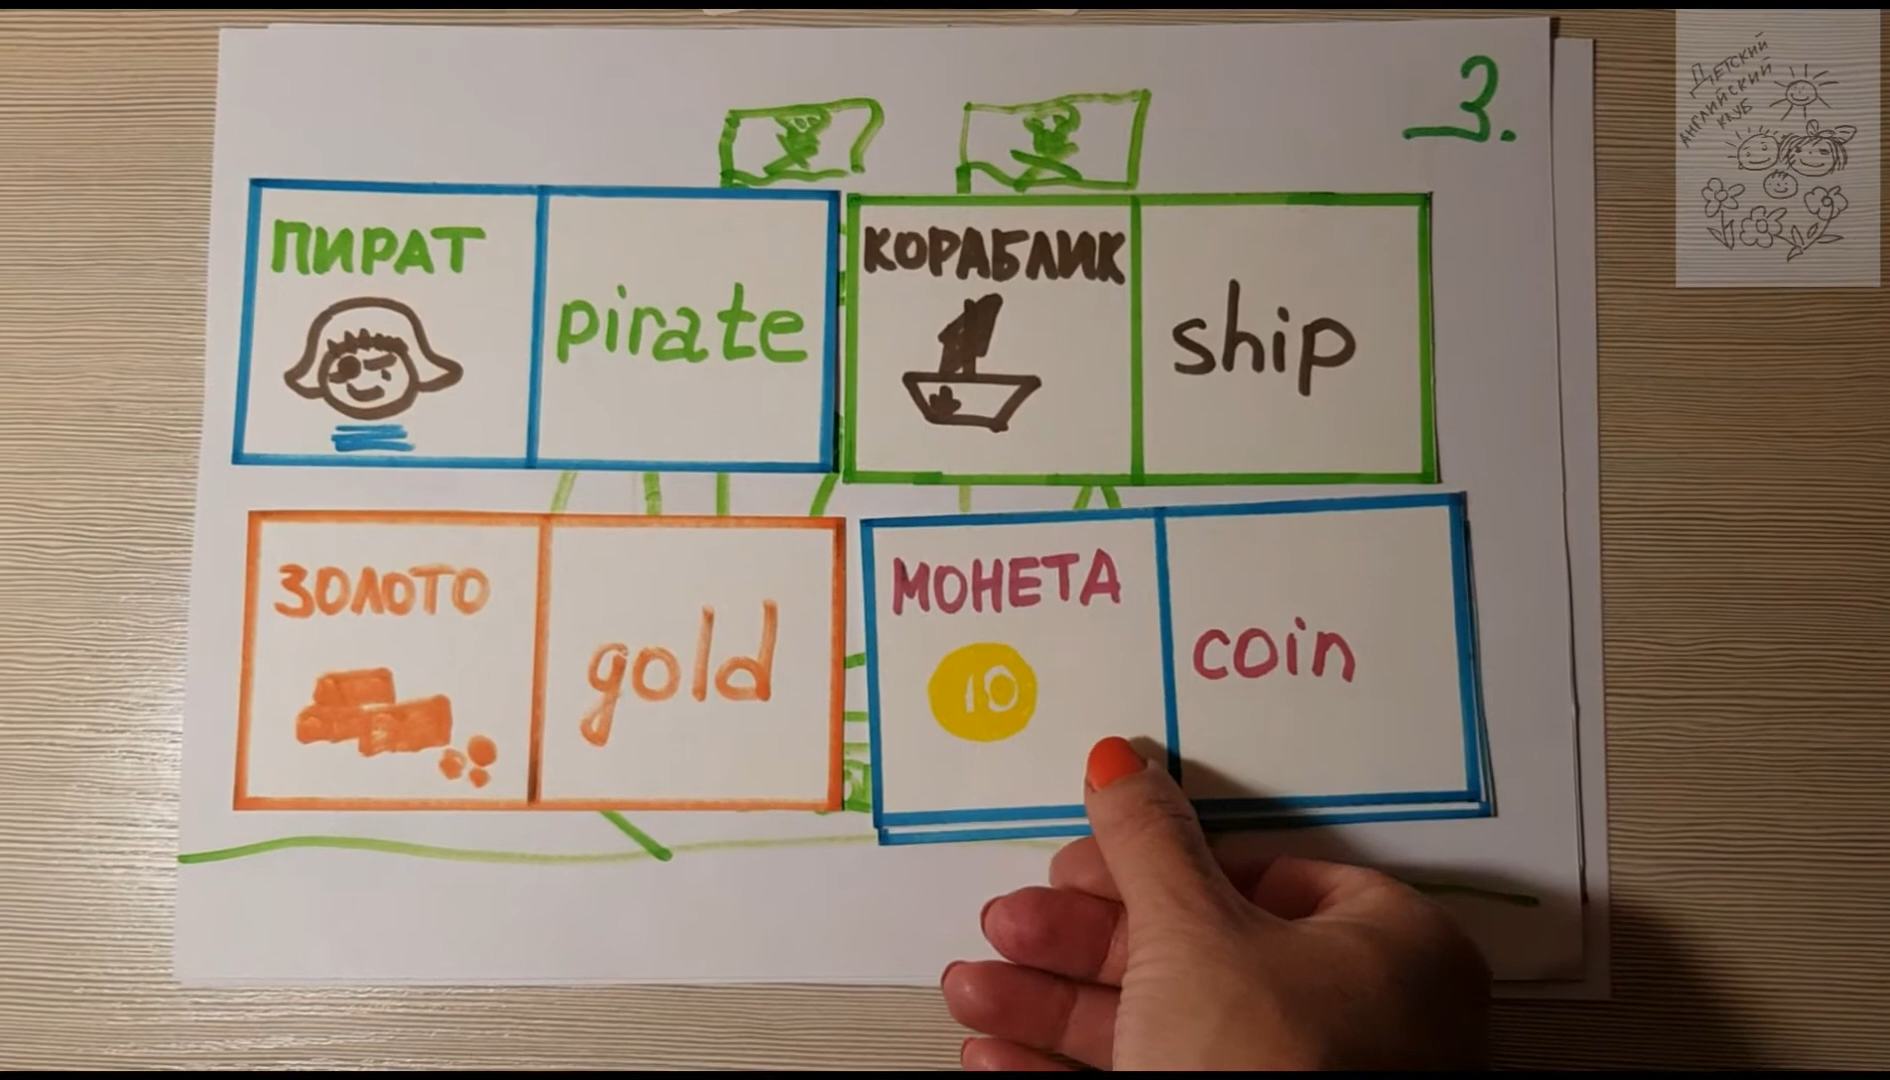 3.
ДЕТСКИЙ
АНГЛИЙСКИЙ
КЛУБ
ПИРАТ
pirate
КОРАБЛИК
ship
ЗОЛОТО
gold
МОНЕТА
10
coin